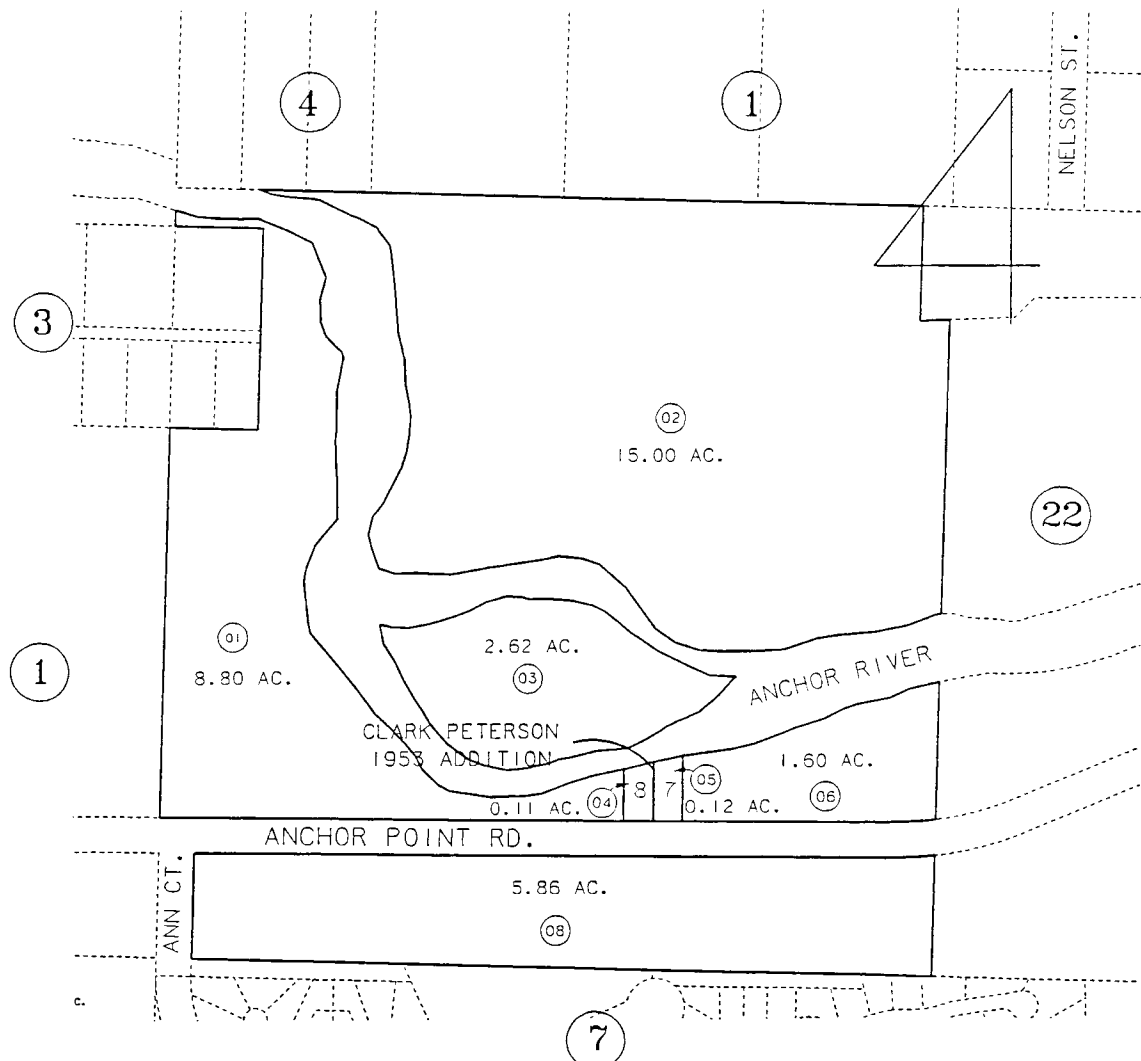 4
1
NELSON ST.
3
02
15.00 AC.
22
01
8.80 AC.
1
2.62 AC.
03
ANCHOR RIVER
CLARK PETERSON
1953 ADDITION
1.60 AC.
06
0.11 AC.
04
8
7
05
0.12 AC.
ANCHOR POINT RD.
ANN CT.
5.86 AC.
08
c.
7